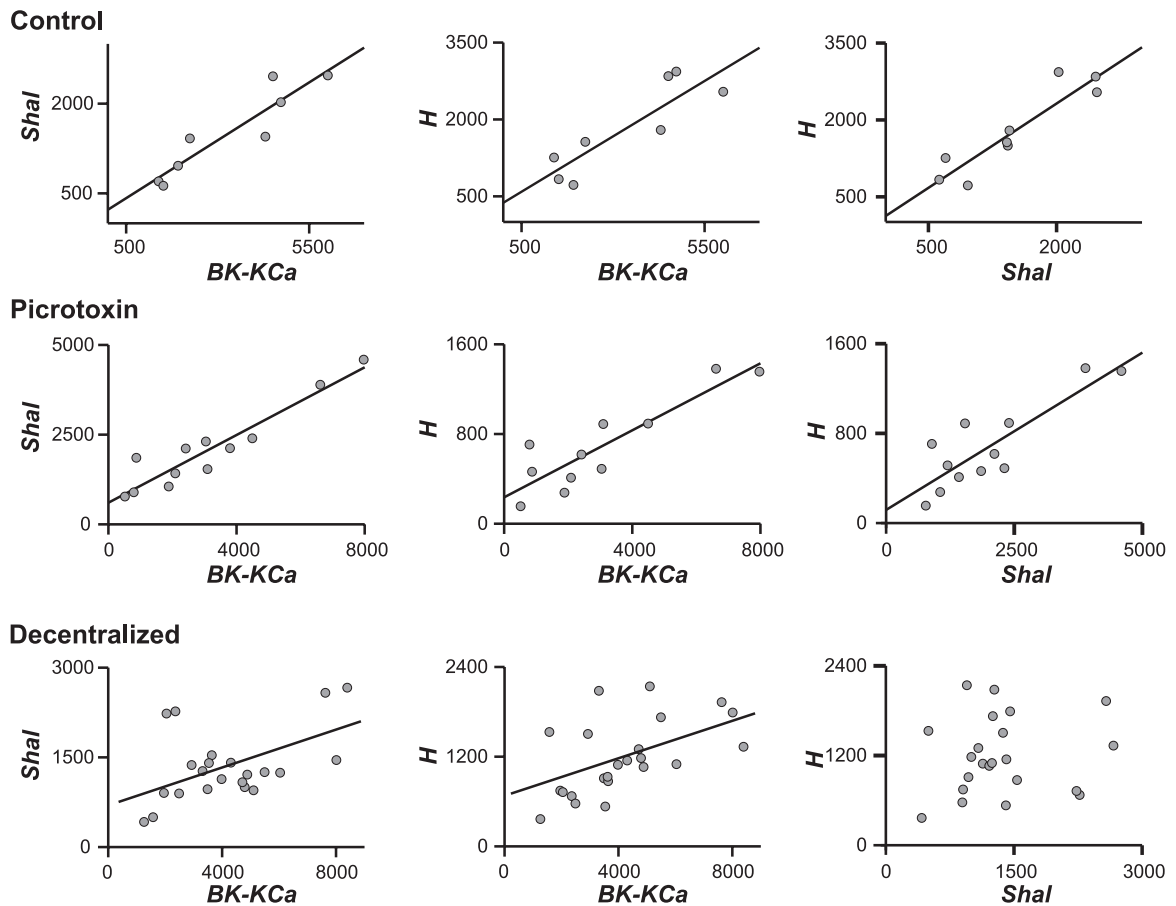 Control
Shal
2000
500
500
5500
BK-KCa
H
3500
2000
500
500
5500
BK-KCa
H
3500
2000
500
500
2000
Shal
Picrotoxin
Shal
5000
2500
0
0
4000
8000
BK-KCa
H
1600
800
0
0
4000
8000
BK-KCa
H
1600
800
0
0
2500
5000
Shal
Decentralized
Shal
3000
1500
0
0
4000
8000
BK-KCa
H
2400
1200
0
0
4000
8000
BK-KCa
H
2400
1200
0
0
1500
3000
Shal